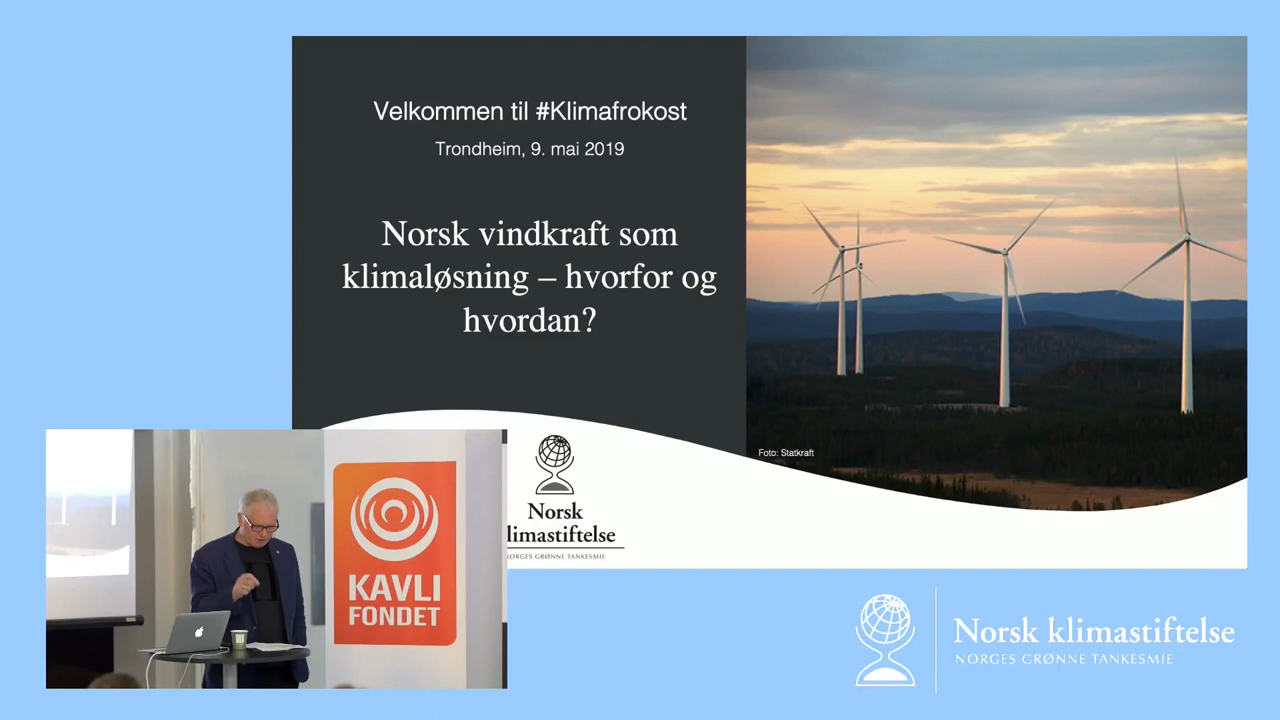 Velkommen til #Klimafrokost
Trondheim, 9. mai 2019
Norsk vindkraft som
klimaløsning – hvorfor og
hvordan?
Foto: Statkraft
Norsk
limastiftelse
NORGES GRØNNE TANKESMIE
KAVLI
FONDET
Norsk klimastiftelse
NORGES GRØNNE TANKESMIE